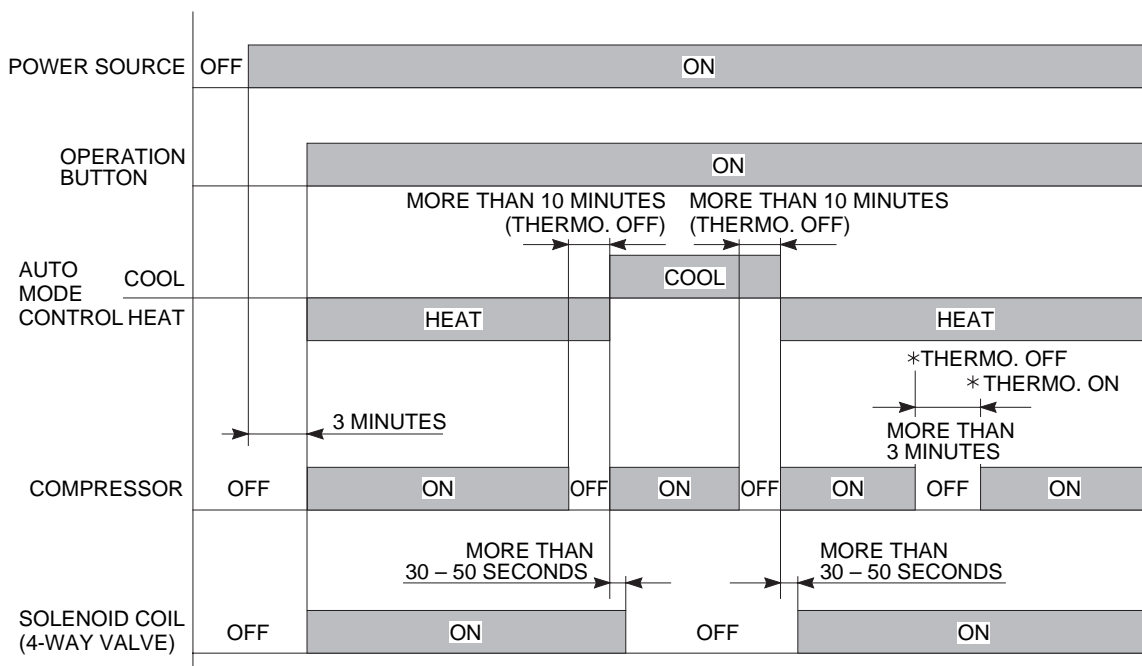 POWER SOURCE OFF ON
OPERATION
BUTTON
ON
MORE THAN 10 MINUTES
(THERMO. OFF)
MORE THAN 10 MINUTES
(THERMO. OFF)
AUTO
MODE
CONTROL
COOL
HEAT
COOL
HEAT
HEAT
*THERMO. OFF
*THERMO. ON
3 MINUTES
MORE THAN
3 MINUTES
COMPRESSOR OFF ON OFF ON OFF ON OFF ON
MORE THAN
30 – 50 SECONDS
MORE THAN
30 – 50 SECONDS
SOLENOID COIL
(4-WAY VALVE)
OFF ON OFF ON